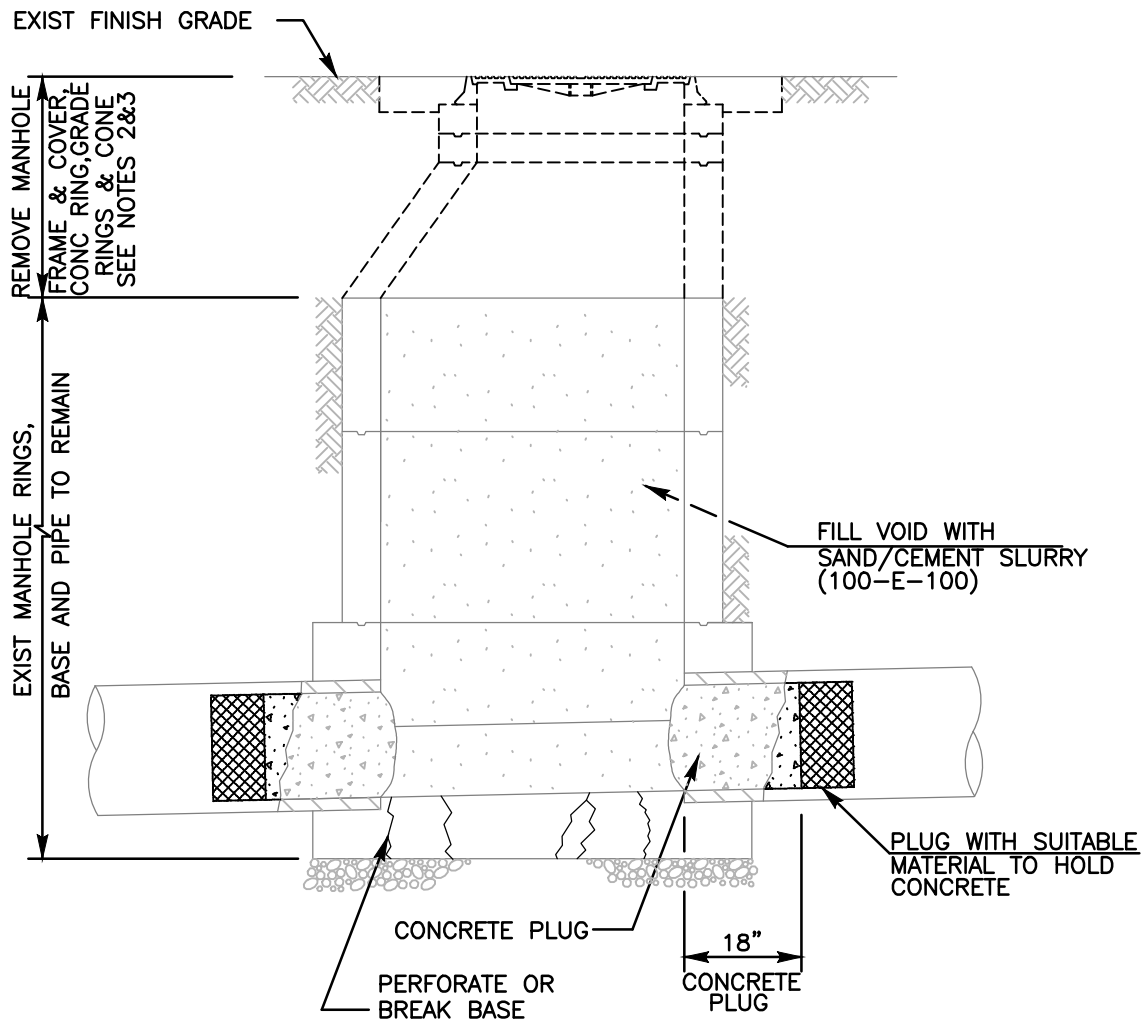 EXIST FINISH GRADE
REMOVE MANHOLE
FRAME & COVER,
CONC RING,GRADE
RINGS & CONE
SEE NOTES 2&3
EXIST MANHOLE RINGS,
BASE AND PIPE TO REMAIN
FILL VOID WITH
SAND/CEMENT SLURRY
(100-E-100)
PLUG WITH SUITABLE
MATERIAL TO HOLD
CONCRETE
CONCRETE PLUG
18"
CONCRETE
PLUG
PERFORATE OR
BREAK BASE